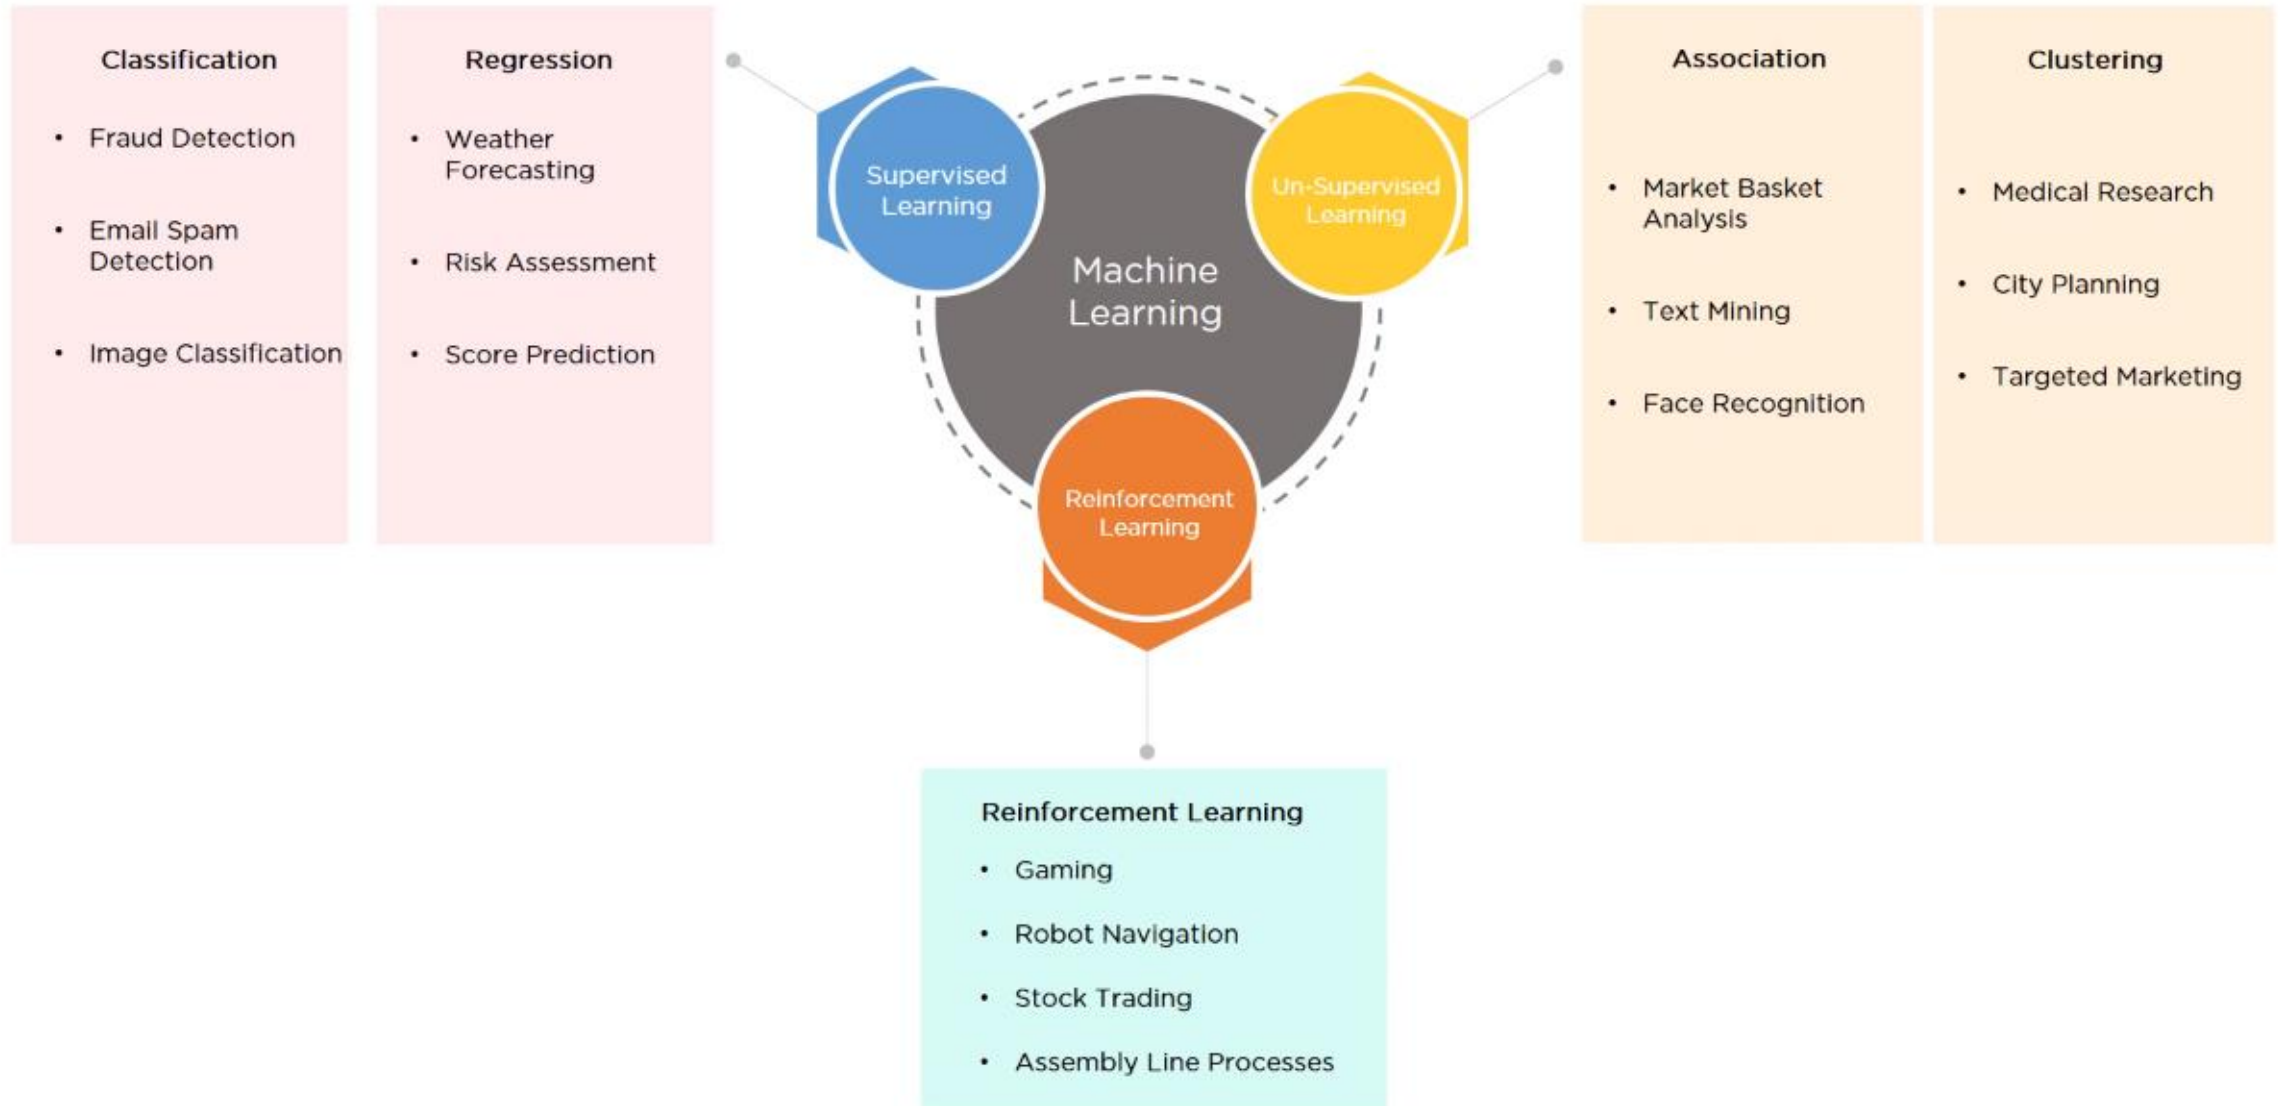 Classification
• Fraud Detection
• Email Spam
Detection
• Image Classification
Regression
• Weather
Forecasting
• Risk Assessment
• Score Prediction
Supervised
Learning
Machine
Learning
Un-Supervised
Learning
Reinforcement
Learning
Association
• Market Basket
Analysis
• Text Mining
• Face Recognition
Clustering
• Medical Research
• City Planning
• Targeted Marketing
Reinforcement Learning
• Gaming
• Robot Navigation
• Stock Trading
• Assembly Line Processes